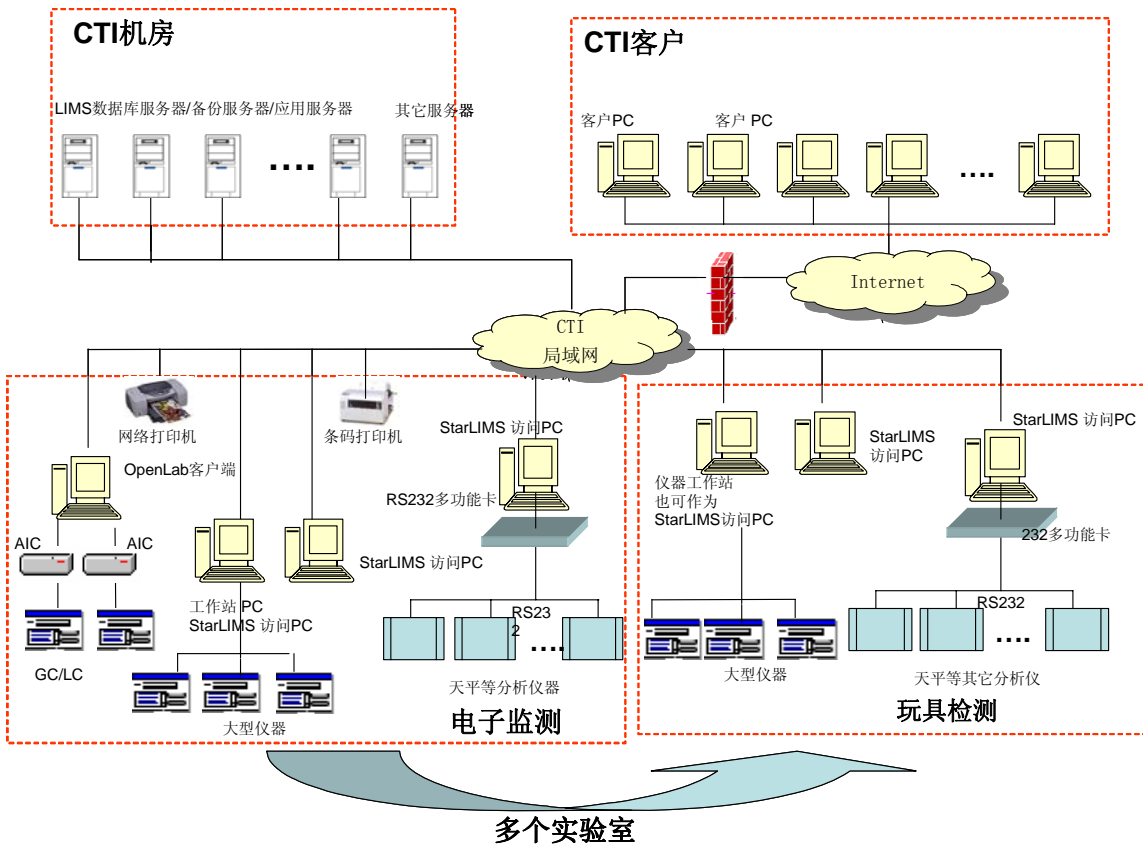 CTI机房
LIMS数据库服务器/备份服务器/应用服务器
其它服务器
....
CTI客户
客户PC
客户 PC
....
Internet
CTI
局域网
网络打印机
条码打印机
OpenLab客户端
StarLIMS 访问PC
RS232多功能卡
AIC
AIC
StarLIMS 访问PC
工作站 PC
StarLIMS 访问PC
RS23
2
....
GC/LC
大型仪器
天平等分析仪器
电子监测
StarLIMS 访问PC
StarLIMS
访问PC
仪器工作站
也可作为
StarLIMS访问PC
232多功能卡
RS232
....
大型仪器
天平等其它分析仪
玩具检测
多个实验室